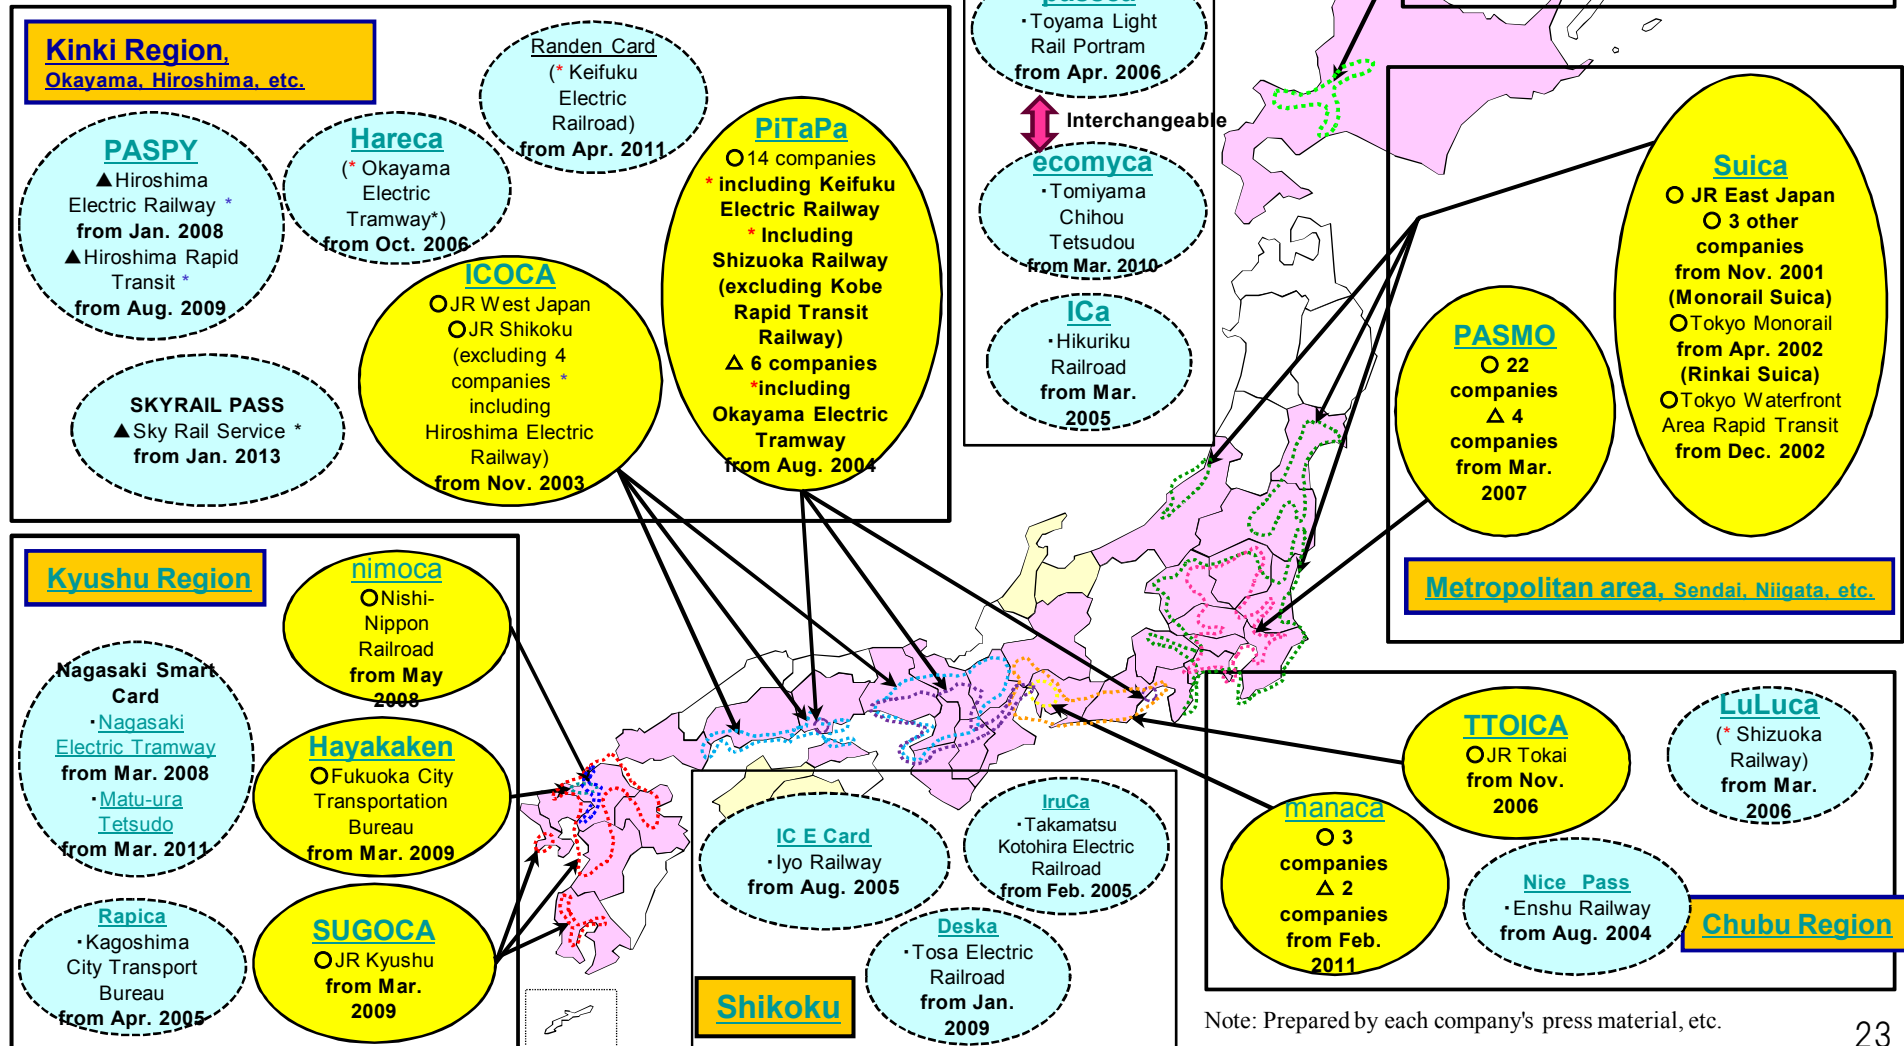 Kinki Region,
Okayama, Hiroshima, etc.
Randen Card
(* Keifuku
Electric
Railroad)
from Apr. 2011
PASPY
▲Hiroshima
Electric Railway *
from Jan. 2008
▲Hiroshima Rapid
Transit *
from Aug. 2009
Hareca
(* Okayama
Electric
Tramway*)
from Oct. 2006
PiTaPa
○14 companies
* including Keifuku
Electric Railway
* Including
Shizuoka Railway
(excluding Kobe
Rapid Transit
Railway)
△ 6 companies
*including
Okayama Electric
Tramway
from Aug. 2004
ICOCA
○JR West Japan
○JR Shikoku
(excluding 4
companies *
including
Hiroshima Electric
Railway)
from Nov. 2003
SKYRAIL PASS
▲Sky Rail Service *
from Jan. 2013
passca
・Toyama Light
Rail Portram
from Apr. 2006
Interchangeable
ecomyca
・Tomiyama
Chihou
Tetsudou
from Mar. 2010
ICa
・Hikuriku
Railroad
from Mar.
2005
Suica
○ JR East Japan
○ 3 other
companies
from Nov. 2001
(Monorail Suica)
○Tokyo Monorail
from Apr. 2002
(Rinkai Suica)
○Tokyo Waterfront
Area Rapid Transit
from Dec. 2002
PASMO
○ 22
companies
△ 4
companies
from Mar.
2007
Metropolitan area, Sendai, Niigata, etc.
Kyushu Region
nimoca
○Nishi-
Nippon
Railroad
from May
2008
Nagasaki Smart
Card
・Nagasaki
Electric Tramway
from Mar. 2008
・Matu-ura
Tetsudo
from Mar. 2011
Hayakaken
○Fukuoka City
Transportation
Bureau
from Mar. 2009
Rapica
・Kagoshima
City Transport
Bureau
from Apr. 2005
SUGOCA
○JR Kyushu
from Mar.
2009
IC E Card
・Iyo Railway
from Aug. 2005
IruCa
・Takamatsu
Kotohira Electric
Railroad
from Feb. 2005
Deska
・Tosa Electric
Railroad
from Jan.
2009
Shikoku
TTOICA
○JR Tokai
from Nov.
2006
LuLuca
(* Shizuoka
Railway)
from Mar.
2006
manaca
○ 3
companies
△ 2
companies
from Feb.
2011
Nice Pass
・Enshu Railway
from Aug. 2004
Chubu Region
Note: Prepared by each company's press material, etc.
23